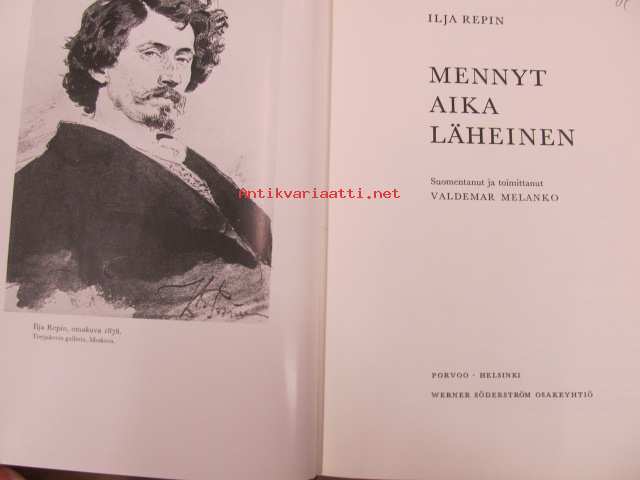 Ilja Repin, omakuva 1878.
Tretjakovin galleria, Moskova.
ILJA REPIN
MENNYT
AIKA
LÄHEINEN
Suomentanut ja toimittanut
VALDEMAR MELANKO
PORVOO · HELSINKI
WERNER SÖDERSTRÖM OSAKEYHTIÖ
Antikvariaatti.net